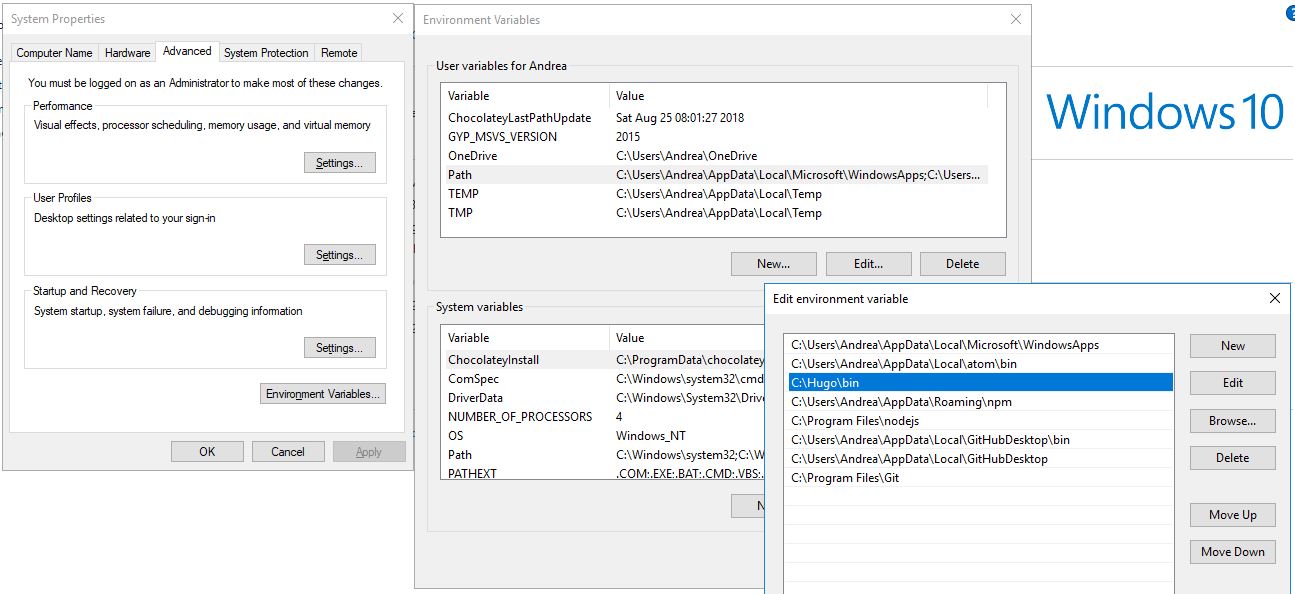 System Properties
Computer Name Hardware Advanced System Protection Remote
You must be logged on as an Administrator to make most of these changes.
Performance
Visual effects, processor scheduling, memory usage, and virtual memory
Settings...
User Profiles
Desktop settings related to your sign-in
Settings...
Startup and Recovery
System startup, system failure, and debugging information
Settings...
Environment Variables...
OK Cancel Apply
Environment Variables
User variables for Andrea
Variable Value
ChocolateyLastPathUpdate Sat Aug 25 08:01:27 2018
GYP_MSVS_VERSION 2015
OneDrive C:\Users\Andrea\OneDrive
Path C:\Users\Andrea\AppData\Local\Microsoft\WindowsApps;C:\Users...
TEMP C:\Users\Andrea\AppData\Local\Temp
TMP C:\Users\Andrea\AppData\Local\Temp
New... Edit... Delete
System variables
Variable Value
ChocolateyInstall C:\ProgramData\chocolatey
ComSpec C:\Windows\system32\cmd
DriverData C:\Windows\System32\Drive
NUMBER_OF_PROCESSORS 4
OS Windows_NT
Path C:\Windows\system32;C:\W
PATHEXT .COM;.EXE;.BAT;.CMD;.VBS;
N
Windows 10
Edit environment variable
C:\Users\Andrea\AppData\Local\Microsoft\WindowsApps
C:\Users\Andrea\AppData\Local\atom\bin
C:\Hugo\bin
C:\Users\Andrea\AppData\Roaming\npm
C:\Program Files\nodejs
C:\Users\Andrea\AppData\Local\GitHubDesktop\bin
C:\Users\Andrea\AppData\Local\GitHubDesktop
C:\Program Files\Git
New
Edit
Browse...
Delete
Move Up
Move Down